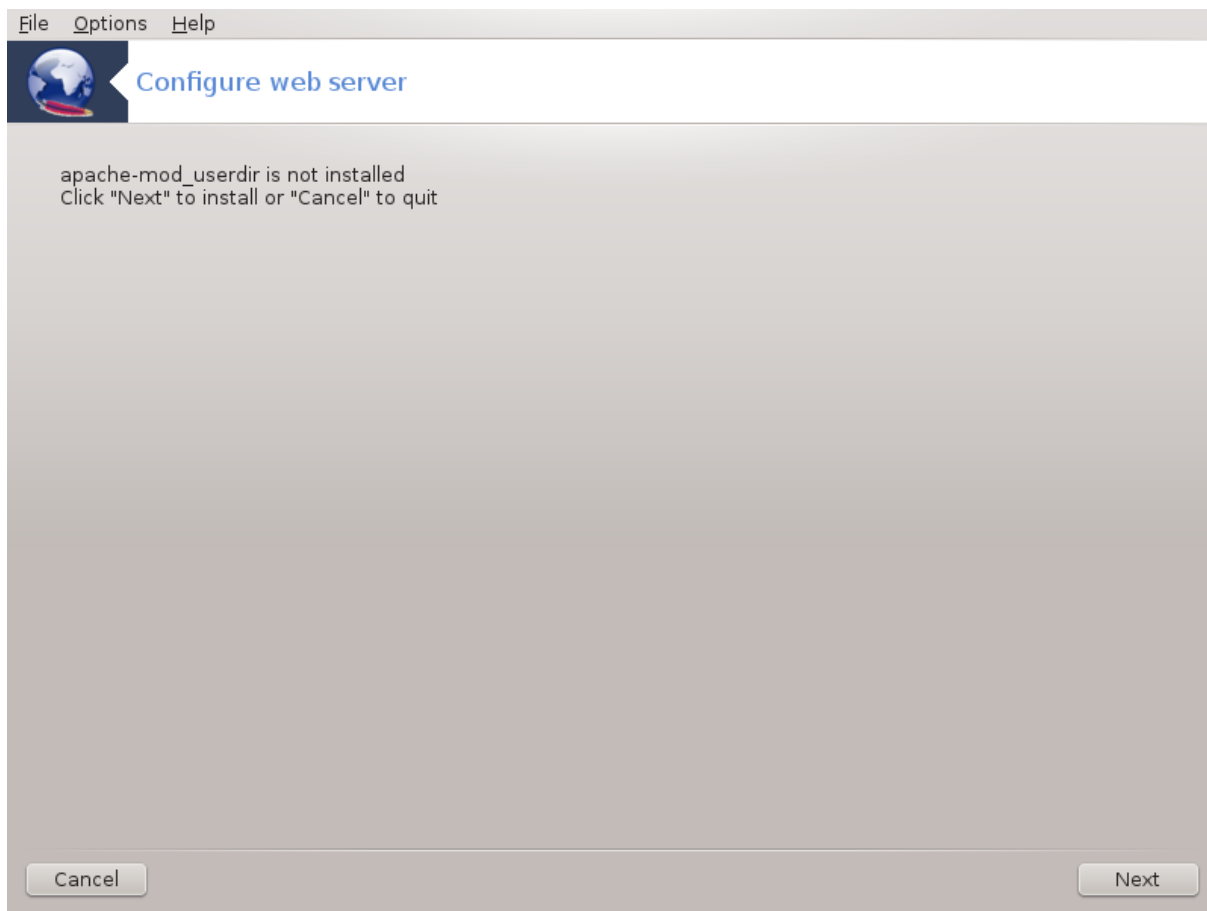 File Options Help
Configure web server
apache-mod_userdir is not installed
Click "Next" to install or "Cancel" to quit
Cancel Next